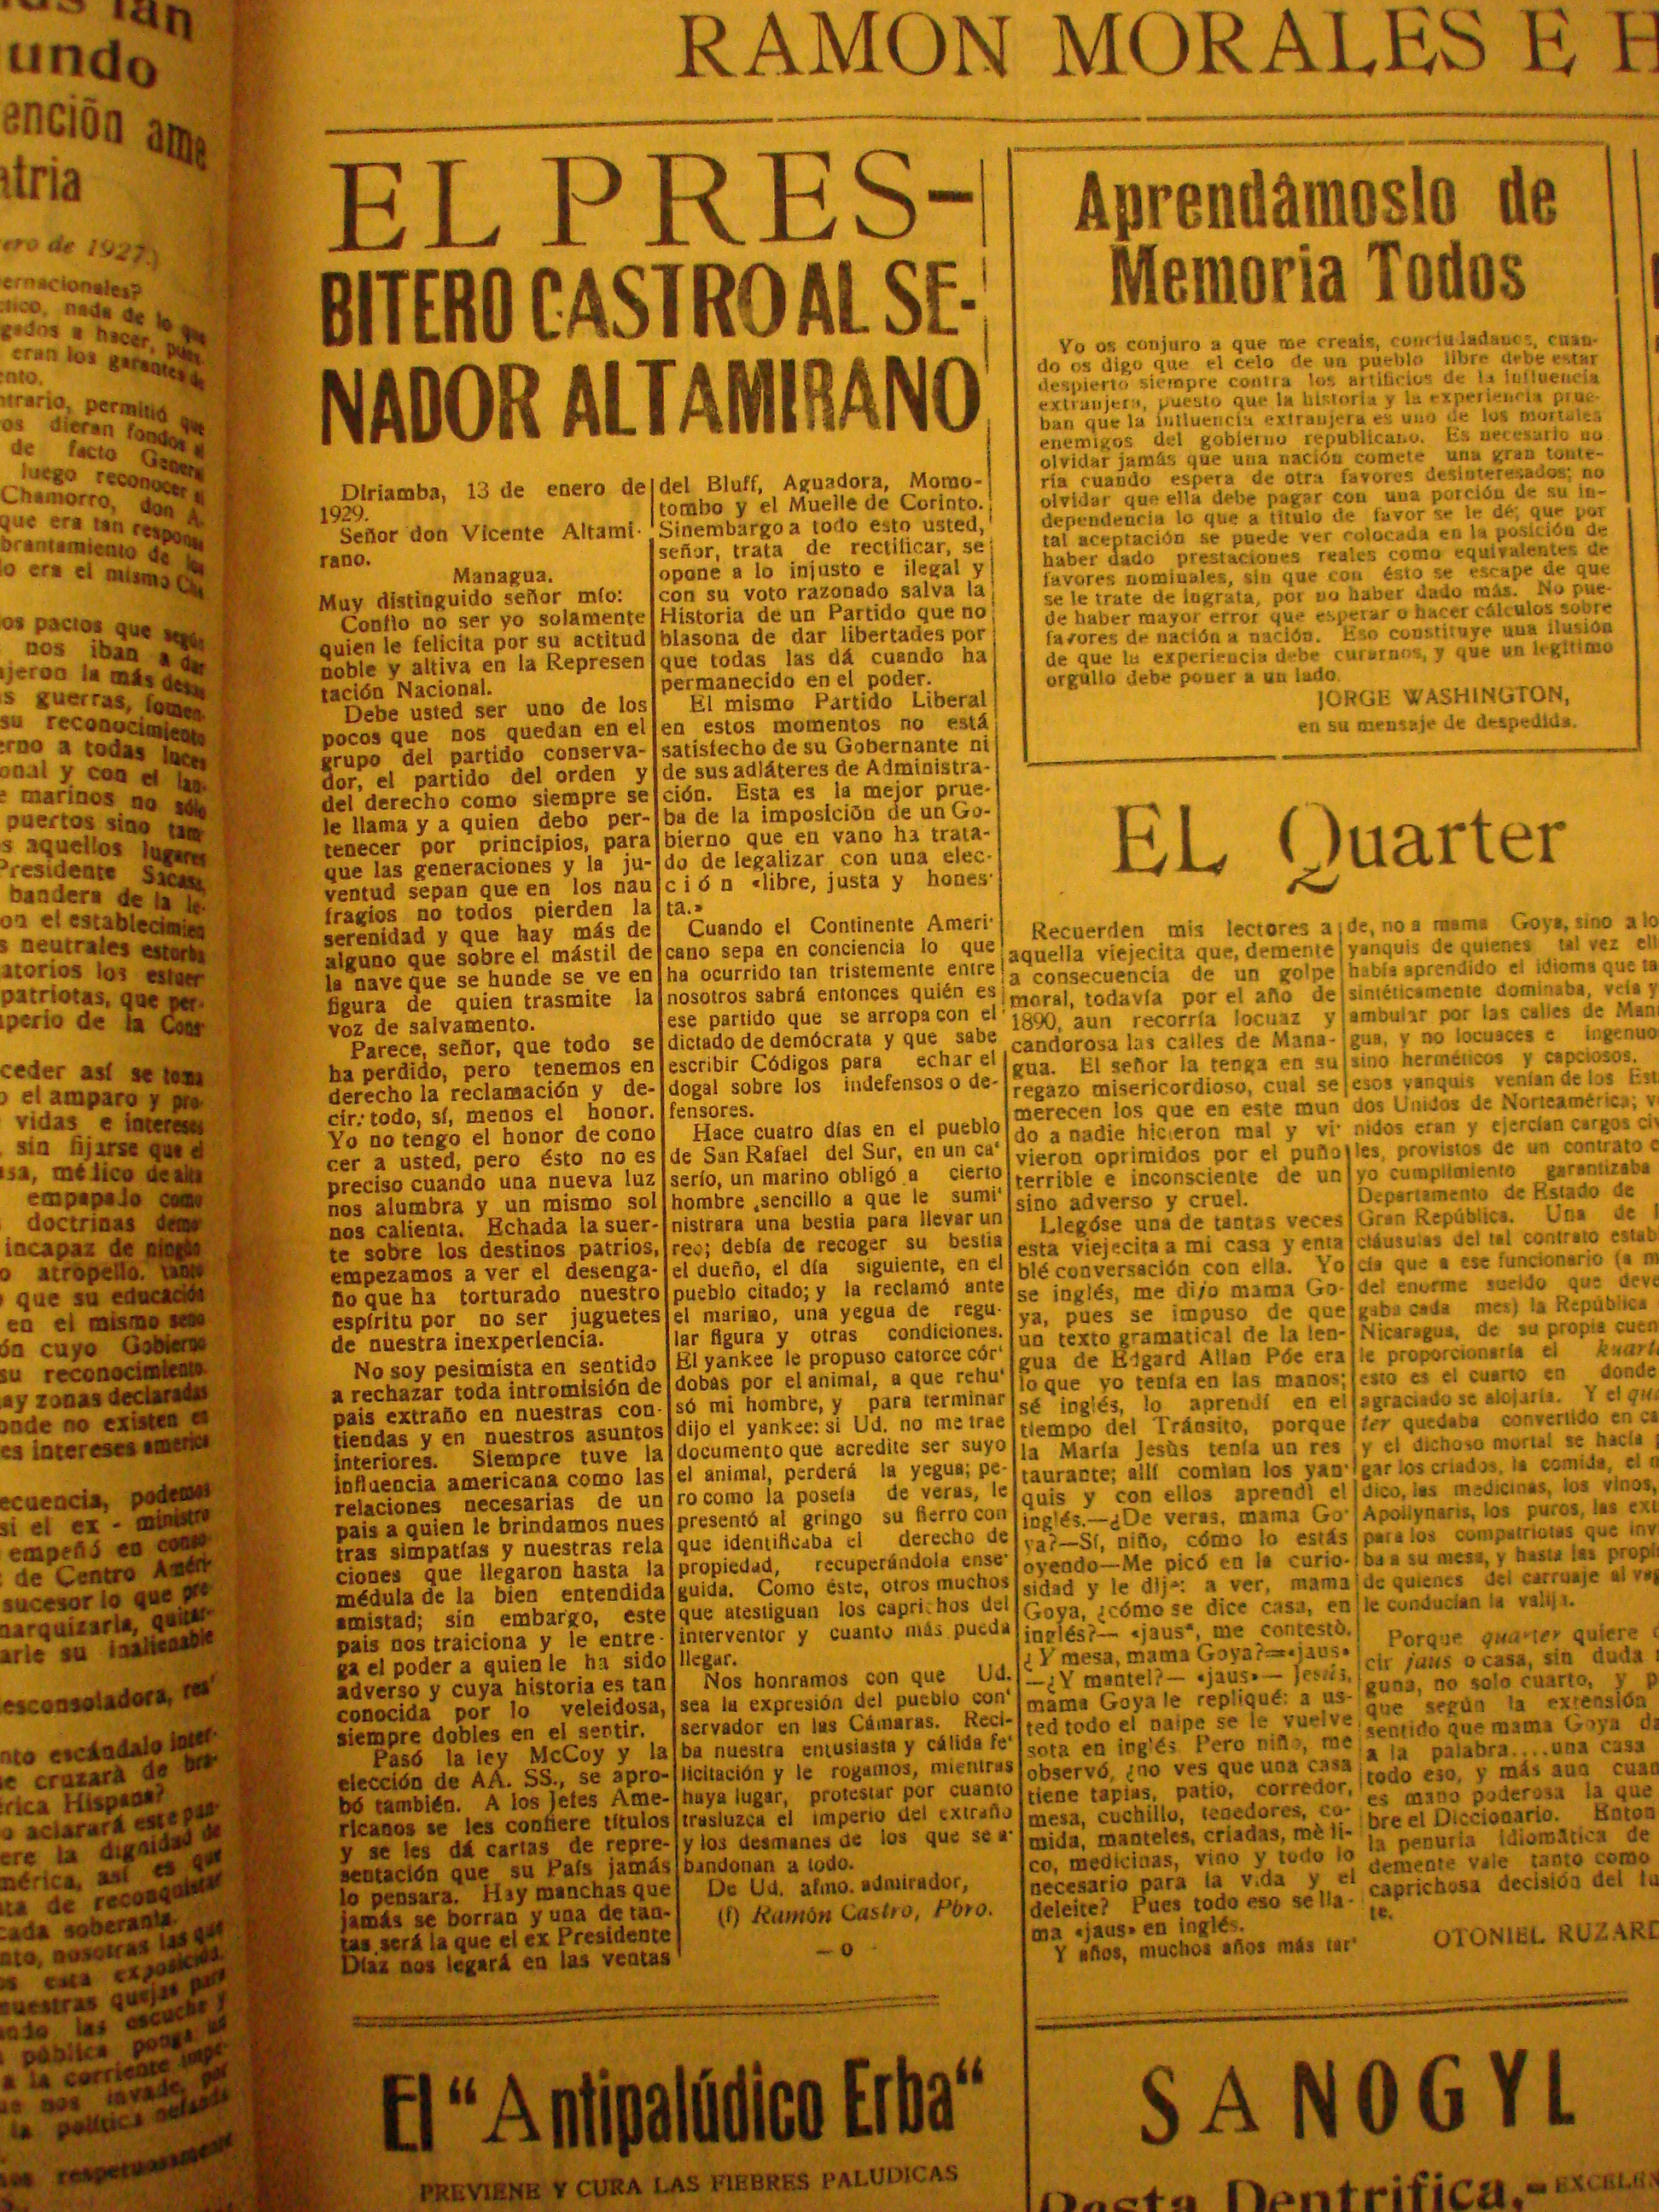 undo
ención ame
atria
ero de 1927.)
RAMON MORALES E H
EL PRES-
BITERO CASTRO AL SE-
NADOR ALTAMIRANO
Diriamba, 13 de enero de
1929.
Señor don Vicente Altami-
rano.
Managua.
Muy distinguido señor mío:
Confío no ser yo solamente
quien le felicita por su actitud
noble y altiva en la Represen
tación Nacional.
Debe usted ser uno de los
pocos que nos quedan en el
grupo del partido conserva-
dor, el partido del orden y
del derecho como siempre se
le llama y a quien debo per-
tenecer por principios, para
que las generaciones y la ju-
ventud sepan que en los nau
fragios no todos pierden la
serenidad y que hay más de
alguno que sobre el mástil de
la nave que se hunde se ve en
figura de quien trasmite la
voz de salvamento.
Parece, señor, que todo se
ha perdido, pero tenemos en
derecho la reclamación y de-
cir: todo, sí, menos el honor.
Yo no tengo el honor de cono
cer a usted, pero ésto no es
preciso cuando una nueva luz
nos alumbra y un mismo sol
nos calienta. Echada la suer-
te sobre los destinos patrios,
empezamos a ver el desenga-
ño que ha torturado nuestro
espíritu por no ser juguetes
de nuestra inexperiencia.
No soy pesimista en sentido
a rechazar toda intromisión de
pais extraño en nuestras con-
tiendas y en nuestros asuntos
interiores. Siempre tuve la
influencia americana como las
relaciones necesarias de un
pais a quien le brindamos nues
tras simpatías y nuestras rela
ciones que llegaron hasta la
médula de la bien entendida
amistad; sin embargo, este
pais nos traiciona y le entre-
ga el poder a quien le ha sido
adverso y cuya historia es tan
conocida por lo veleidosa,
siempre dobles en el sentir.
Pasó la ley McCoy y la
elección de AA. SS., se apro-
bó también. A los Jefes Ame-
ricanos se les confiere títulos
y se les dá cartas de repre-
sentación que su País jamás
lo pensara. Hay manchas que
jamás se borran y una de tan-
tas será la que el ex Presidente
Díaz nos legará en las ventas
del Bluff, Aguadora, Momo-
tombo y el Muelle de Corinto.
Sinembargo a todo esto usted,
señor, trata de rectificar, se
opone a lo injusto e ilegal y
con su voto razonado salva la
Historia de un Partido que no
blasona de dar libertades por
que todas las dá cuando ha
permanecido en el poder.
El mismo Partido Liberal
en estos momentos no está
satisfecho de su Gobernante ni
de sus adláteres de Administra-
ción. Esta es la mejor prue-
ba de la imposición de un Go-
bierno que en vano ha trata-
do de legalizar con una elec-
ción «libre, justa y hones-
ta.»
Cuando el Continente Ameri-
cano sepa en conciencia lo que
ha ocurrido tan tristemente entre
nosotros sabrá entonces quién es
ese partido que se arropa con el
dictado de demócrata y que sabe
escribir Códigos para echar el
dogal sobre los indefensos o de-
fensores.
Hace cuatro días en el pueblo
de San Rafael del Sur, en un ca-
serío, un marino obligó a cierto
hombre sencillo a que le sumi-
nistrara una bestia para llevar un
reo; debía de recoger su bestia
el dueño, el día siguiente, en el
pueblo citado; y la reclamó ante
el marino, una yegua de regu-
lar figura y otras condiciones.
El yankee le propuso catorce cór-
dobas por el animal, a que rehu-
só mi hombre, y para terminar
dijo el yankee: si Ud. no me trae
documento que acredite ser suyo
el animal, perderá la yegua; pe-
ro como la poseía de veras, le
presentó al gringo su fierro con
que identificaba el derecho de
propiedad, recuperándola ense-
guida. Como éste, otros muchos
que atestiguan los caprichos del
interventor y cuanto más pueda
llegar.
Nos honramos con que Ud.
sea la expresión del pueblo con-
servador en las Cámaras. Reci-
ba nuestra entusiasta y cálida fe-
licitación y le rogamos, mientras
haya lugar, protestar por cuanto
trasluzca el imperio del extraño
y los desmanes de los que se a-
bandonan a todo.
De Ud. afmo. admirador,
(f) Ramón Castro, Pbro.
— o
Aprendámoslo de
Memoria Todos
Yo os conjuro a que me creais, conciudadanos, cuan-
do os digo que el celo de un pueblo libre debe estar
despierto siempre contra los artificios de la influencia
extranjera, puesto que la historia y la experiencia prue-
ban que la influencia extranjera es uno de los mortales
enemigos del gobierno republicano. Es necesario no
olvidar jamás que una nación comete una gran tonte-
ría cuando espera de otra favores desinteresados; no
olvidar que ella debe pagar con una porción de su in-
dependencia lo que a título de favor se le dé; que por
tal aceptación se puede ver colocada en la posición de
haber dado prestaciones reales como equivalentes de
favores nominales, sin que con ésto se escape de que
se le trate de ingrata, por no haber dado más. No pue-
de haber mayor error que esperar o hacer cálculos sobre
favores de nación a nación. Eso constituye una ilusión
de que la experiencia debe curarnos, y que un legítimo
orgullo debe poner a un lado.
JORGE WASHINGTON,
en su mensaje de despedida.
EL Quarter
Recuerden mis lectores a
aquella viejecita que, demente
a consecuencia de un golpe
moral, todavía por el año de
1890, aun recorría locuaz y
candorosa las calles de Mana-
gua. El señor la tenga en su
regazo misericordioso, cual se
merecen los que en este mun
do a nadie hicieron mal y vi-
vieron oprimidos por el puño
terrible e inconsciente de un
sino adverso y cruel.
Llegóse una de tantas veces
esta viejecita a mi casa y enta
blé conversación con ella. Yo
se inglés, me dijo mama Go-
ya, pues se impuso de que
un texto gramatical de la len-
gua de Edgard Allan Póe era
lo que yo tenía en las manos;
sé inglés, lo aprendí en el
tiempo del Tránsito, porque
la María Jesùs tenía un res
taurante; allí comían los yan-
quis y con ellos aprendí el
inglés.—¿De veras, mama Go-
ya?—Sí, niño, cómo lo estás
oyendo—Me picó en la curio-
sidad y le dije: a ver, mama
Goya, ¿cómo se dice casa, en
inglés?— «jaus", me contestó.
¿Y mesa, mama Goya?—«jaus»
—¿Y mantel?— «jaus»— Jesús,
mama Goya le repliqué: a us-
ted todo el naipe se le vuelve
sota en inglés. Pero niño, me
observó, ¿no ves que una casa
tiene tapias, patio, corredor,
mesa, cuchillo, tenedores, co-
mida, manteles, criadas, médi-
co, medicinas, vino y todo lo
necesario para la vida y el
deleite? Pues todo eso se lla-
ma «jaus» en inglés.
Y años, muchos años más tar-
de, no a mama Goya, sino a lo
yanquis de quienes tal vez ell
había aprendido el idioma que ta
sintéticamente dominaba, veía y
ambular por las calles de Man
gua, y no locuaces e ingenuo
sino herméticos y capciosos.
esos yanquis venían de los Est
dos Unidos de Norteamérica; v
nidos eran y ejercían cargos civ
les, provistos de un contrato c
yo cumplimiento garantizaba
Departamento de Estado de
Gran República. Una de l
cláusulas del tal contrato estab
cía que a ese funcionario (a m
del enorme sueldo que deve
gaba cada mes) la República
Nicaragua, de su propia cuen
le proporcionaría el kuart
esto es el cuarto en donde
agraciado se alojaría. Y el qua
ter quedaba convertido en ca
y el dichoso mortal se hacía p
gar los criados, la comida, el m
dico, las medicinas, los vinos,
Apollynaris, los puros, las ext
para los compatriotas que inv
ba a su mesa, y hasta las propi
de quienes del carruaje al vag
le conducían la valija.
Porque quarter quiere d
cir jaus o casa, sin duda
guna, no solo cuarto, y p
que según la extensión
sentido que mama Goya da
a la palabra....una casa
todo eso, y más aun cuan
es mano poderosa la que
bre el Diccionario. Enton
la penuria idiomàtica de
demente vale tanto como
caprichosa decisión del fu
te.
OTONIEL RUZARD
El “Antipalúdico Erba“
PREVIENE Y CURA LAS FIEBRES PALUDICAS
SANOGYL
Pasta Dentrifica,-EXCELEN